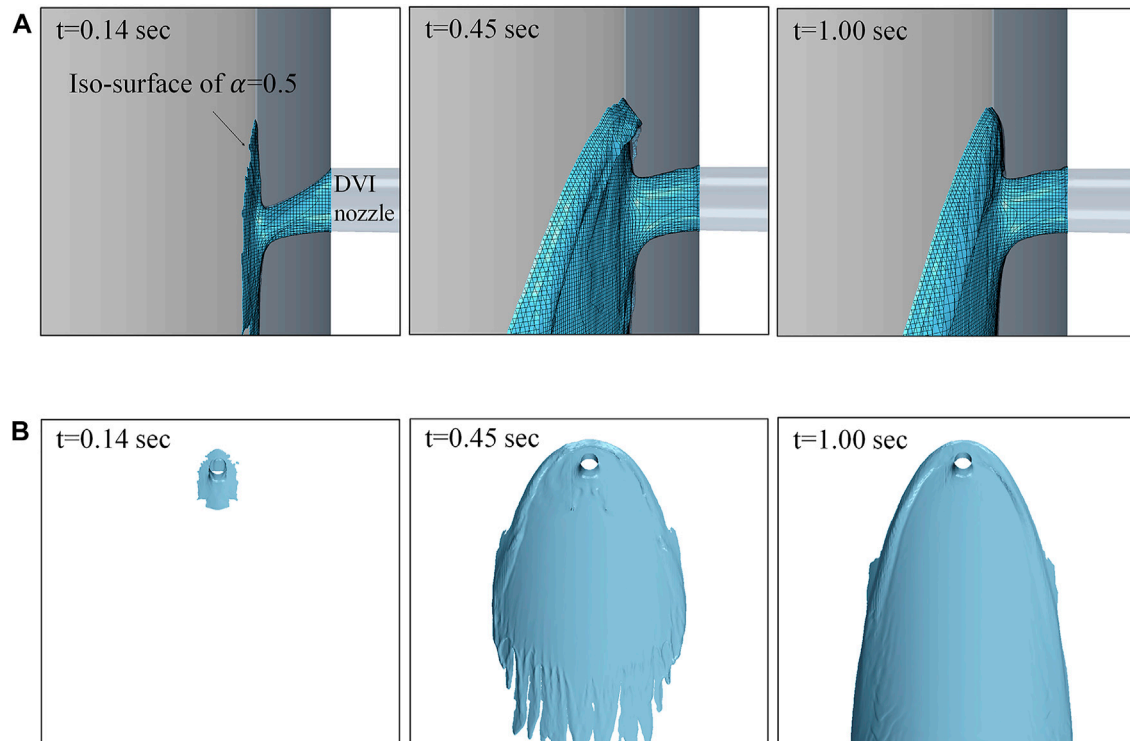 A
t=0.14 sec
t=0.45 sec
t=1.00 sec
Iso-surface of α=0.5
DVI
nozzle
B
t=0.14 sec
t=0.45 sec
t=1.00 sec